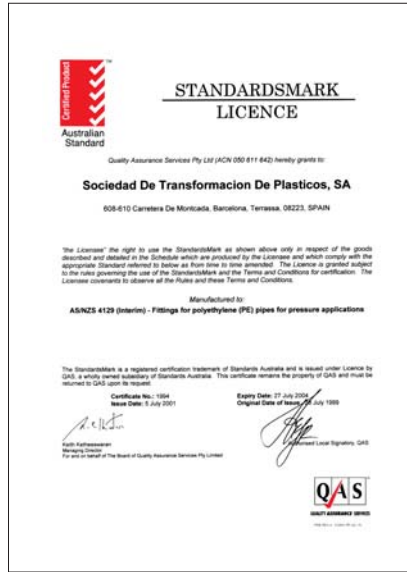 Certified Product
TM
Australian
Standard
STANDARDSMARK
LICENCE
Quality Assurance Services Pty Ltd (ACN 050 611 642) hereby grants to:
Sociedad De Transformacion De Plasticos, SA
608-610 Carretera De Montcada, Barcelona, Terrassa, 08223, SPAIN
"the Licensee" the right to use the StandardsMark as shown above only in respect of the goods
described and detailed in the Schedule which are produced by the Licensee and which comply with the
appropriate Standard referred to below as from time to time amended. The Licence is granted subject
to the rules governing the use of the StandardsMark and the Terms and Conditions for certification. The
Licensee covenants to observe all the Rules and these Terms and Conditions.
Manufactured to:
AS/NZS 4129 (Interim) - Fittings for polyethylene (PE) pipes for pressure applications
The StandardsMark is a registered certification trademark of Standards Australia and is issued under Licence by
QAS, a wholly owned subsidiary of Standards Australia. This certificate remains the property of QAS and must be
returned to QAS upon its request
Certificate No.: 1994
Issue Date: 5 July 2001
Expiry Date: 27 July 2004
Original Date of Issue: July 1999
Managing Director
For and on behalf of The Board of Quality Assurance Services Pty Limited
Authorised Local Signatory, QAS
QAS
QUALITY ASSURANCE SERVICES